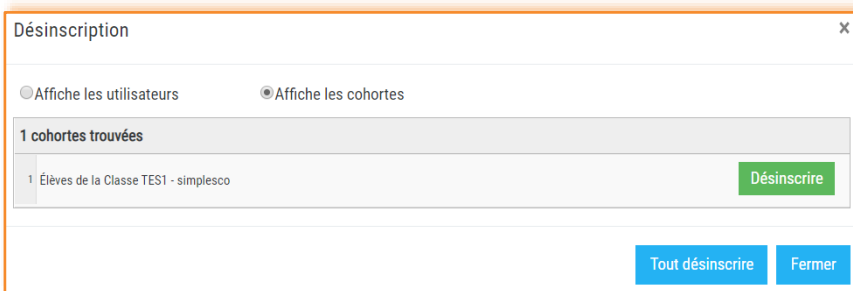 Désinscription ×
Affiche les utilisateurs Affiche les cohortes
1 cohortes trouvées
1 Élèves de la Classe TES1 - simplesco Désinscrire
Tout désinscrire Fermer